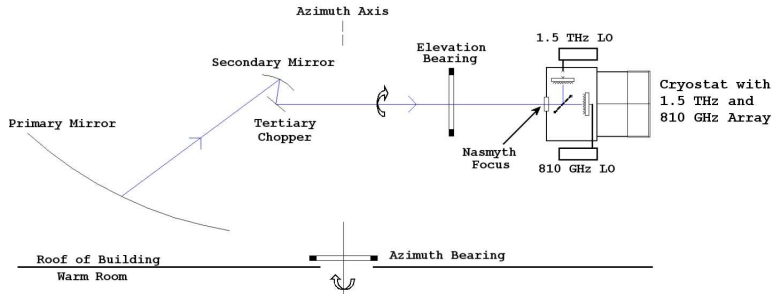 Azimuth Axis
1.5 THz LO
Elevation
Bearing
Secondary Mirror
Cryostat with
1.5 THz and
810 GHz Array
Primary Mirror
Tertiary
Chopper
Nasmyth
Focus
810 GHz LO
Roof of Building
Azimuth Bearing
Warm Room